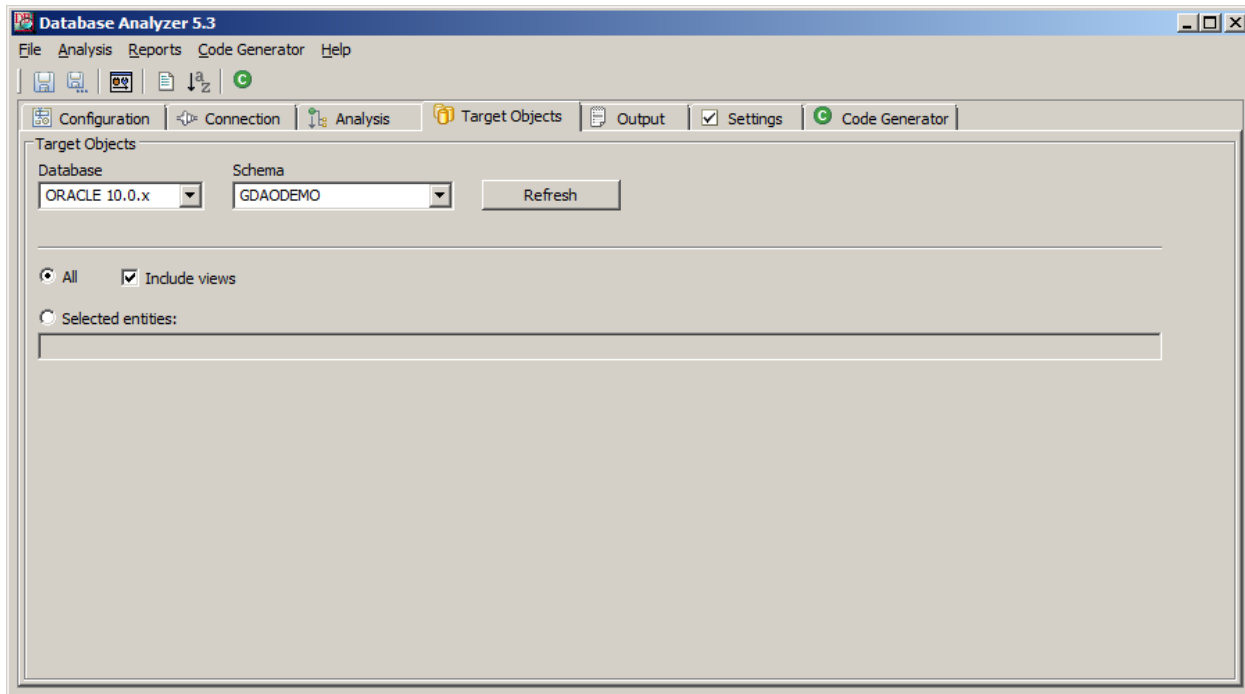 Database Analyzer 5.3
File Analysis Reports Code Generator Help
Configuration Connection Analysis Target Objects Output Settings Code Generator
Target Objects
Database Schema
ORACLE 10.0.x GDAODEMO Refresh
All Include views
Selected entities: